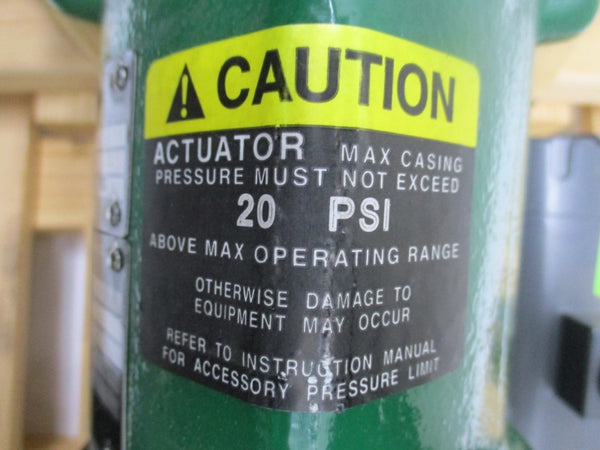 CAUTION
ACTUATOR MAX CASING
PRESSURE MUST NOT EXCEED
20 PSI
ABOVE MAX OPERATING RANGE
OTHERWISE DAMAGE TO
EQUIPMENT MAY OCCUR
REFER TO INSTRUCTION MANUAL
FOR ACCESSORY PRESSURE LIMIT